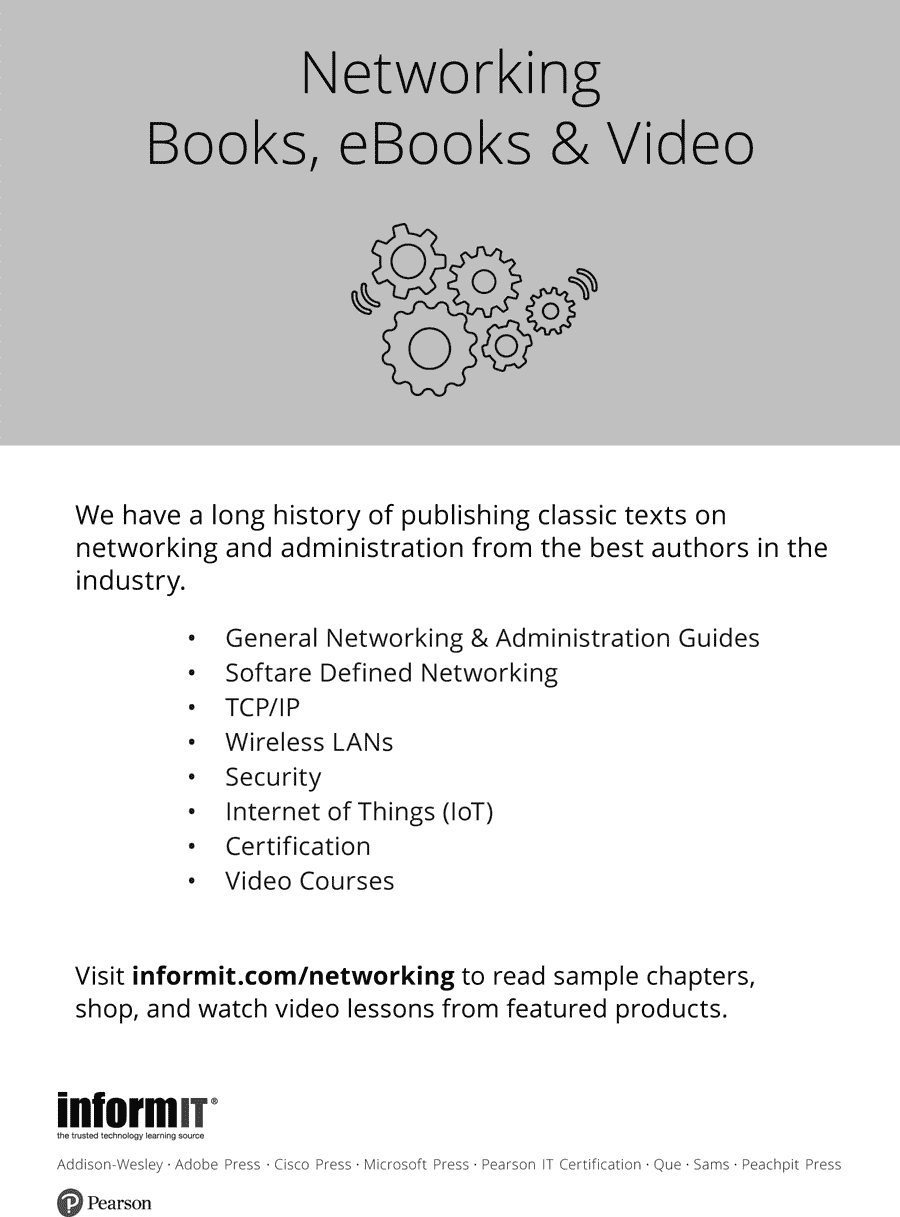 Networking
Books, eBooks & Video
We have a long history of publishing classic texts on
networking and administration from the best authors in the
industry.
• General Networking & Administration Guides
• Softare Defined Networking
• TCP/IP
• Wireless LANs
• Security
• Internet of Things (IoT)
• Certification
• Video Courses
Visit informit.com/networking to read sample chapters,
shop, and watch video lessons from featured products.
informIT®
the trusted technology learning source
Addison-Wesley · Adobe Press · Cisco Press · Microsoft Press · Pearson IT Certification · Que · Sams · Peachpit Press
P Pearson